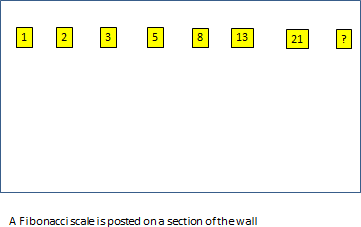 1 2 3 5 8 13 21 ?
A Fibonacci scale is posted on a section of the wall